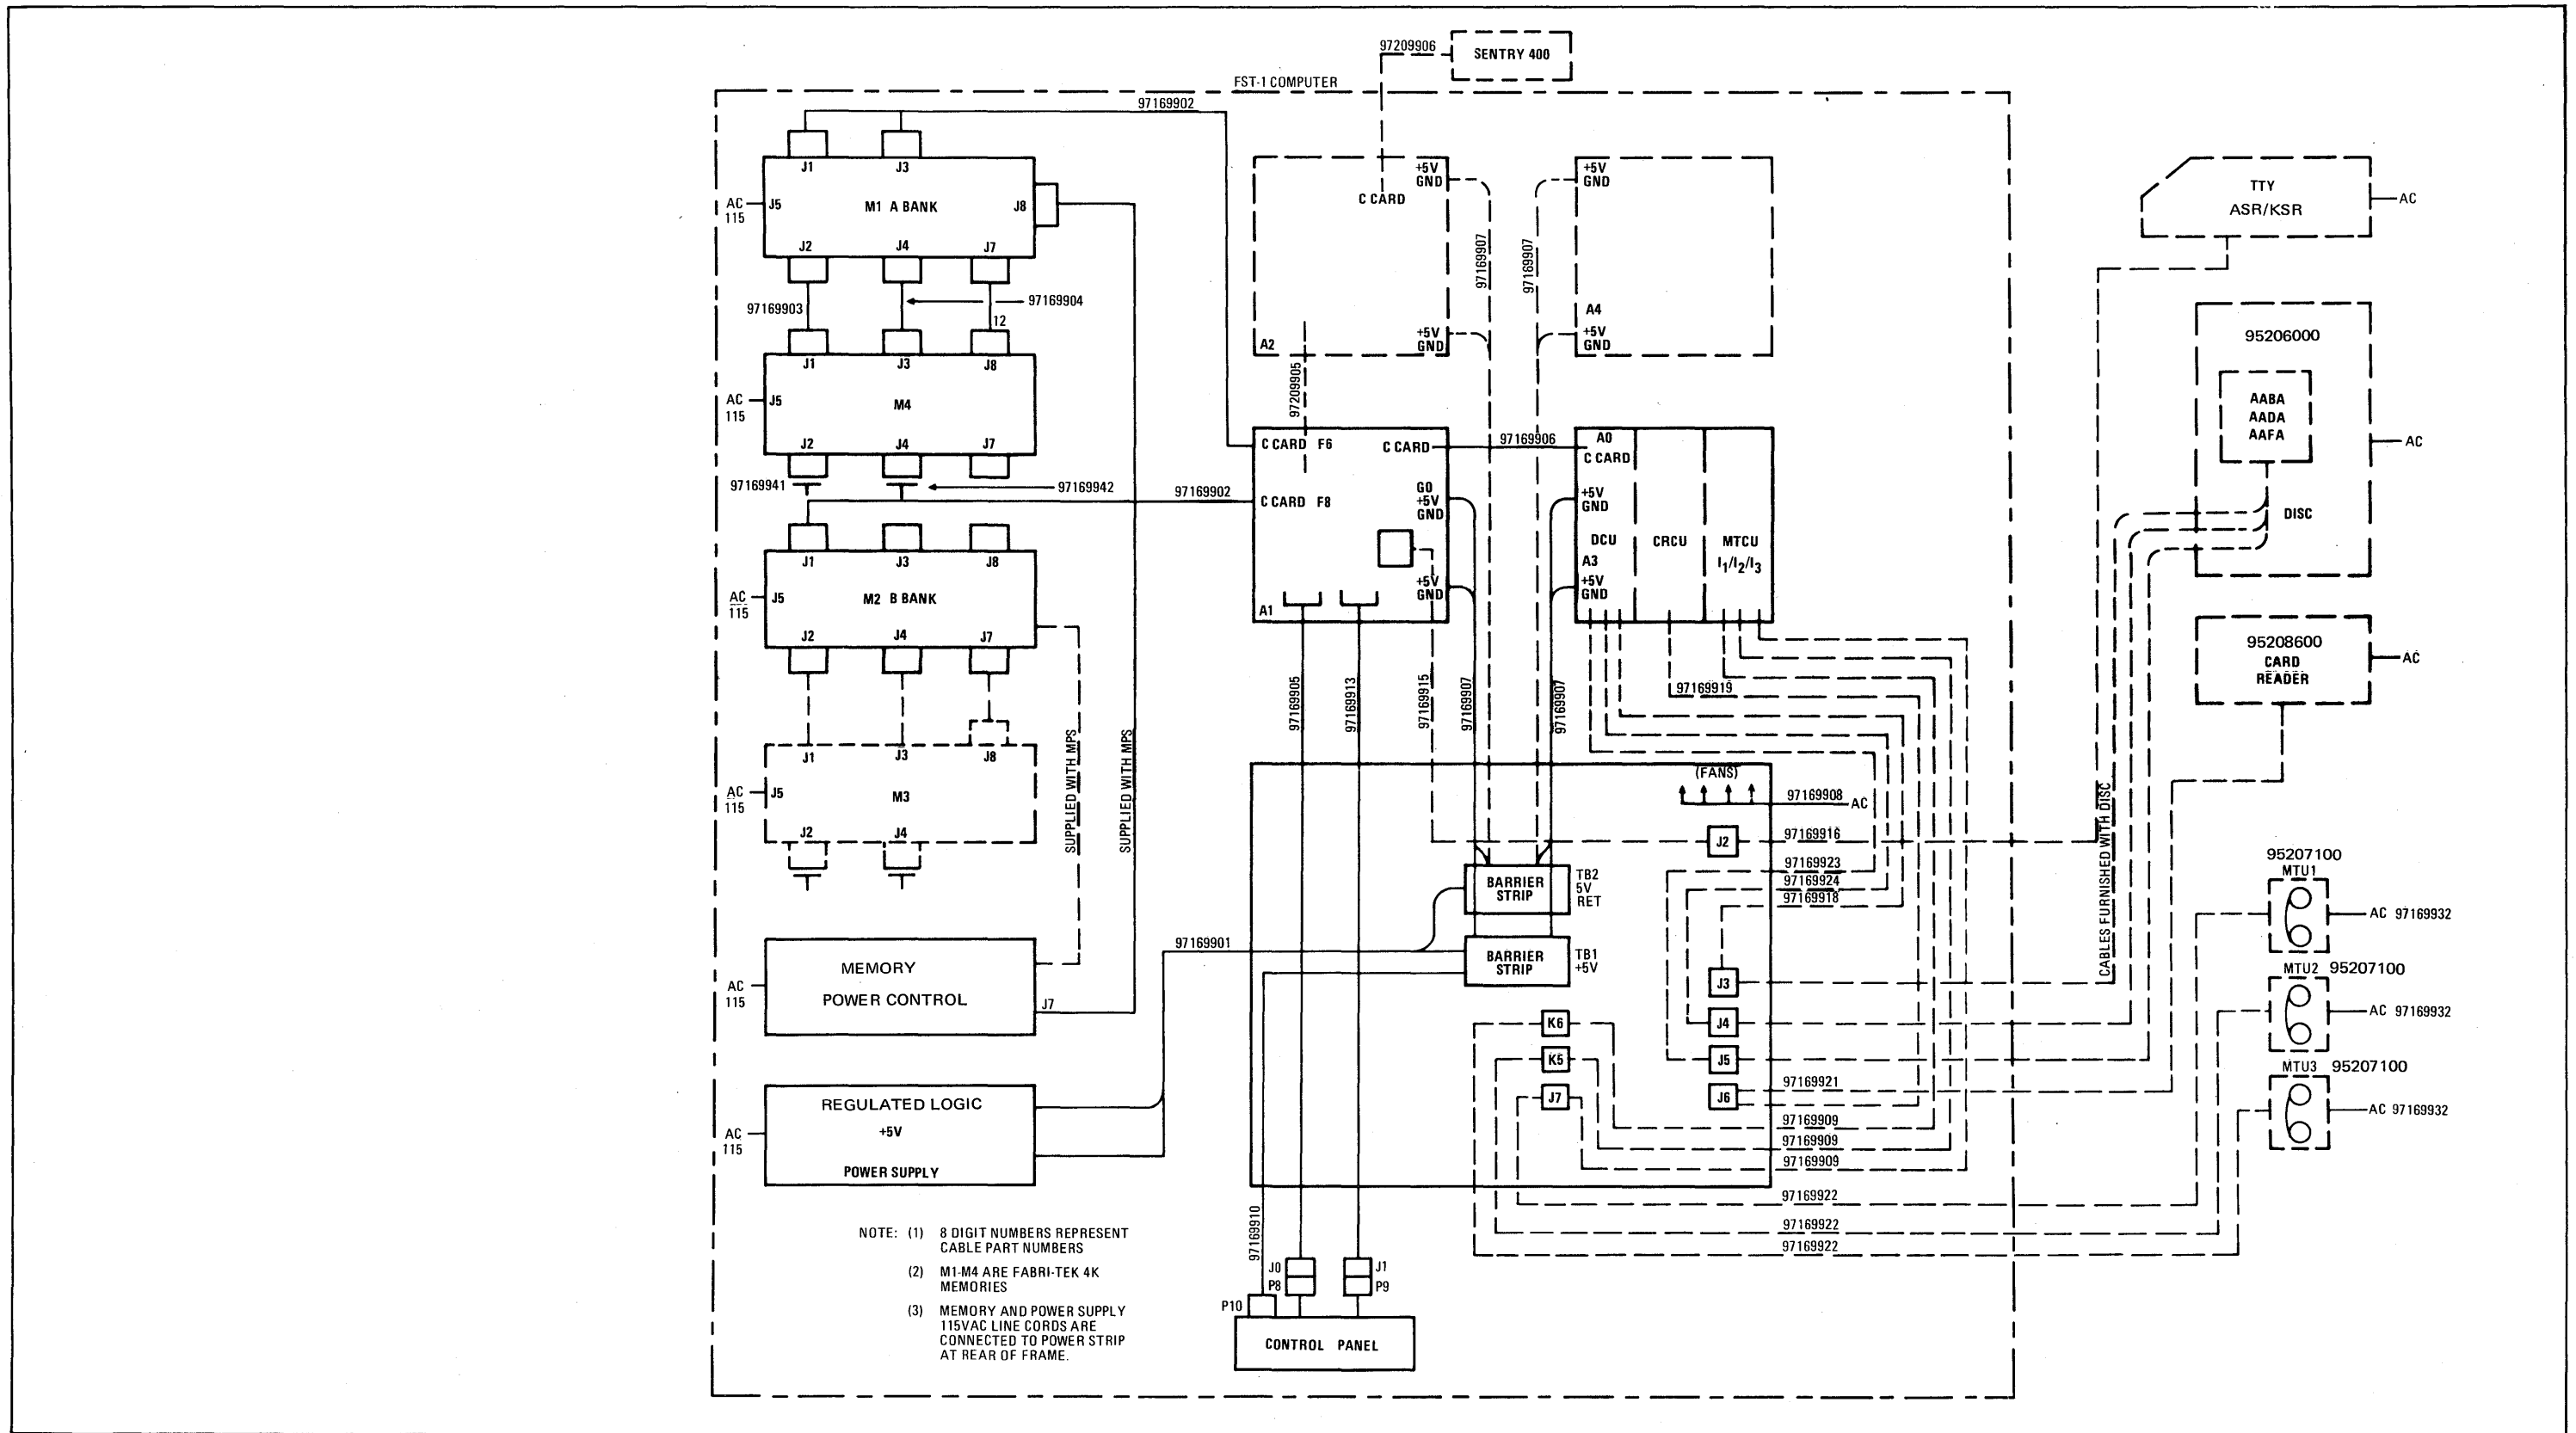 97209906
SENTRY 400
FST-1 COMPUTER
97169902
J1
J3
AC
115
J5
M1 A BANK
J8
J2
J4
J7
97169903
97169904
12
J1
J3
J8
AC
115
J5
M4
J2
J4
J7
97169941
97169942
97169902
J1
J3
J8
AC
115
J5
M2 B BANK
J2
J4
J7
SUPPLIED WITH MPS
SUPPLIED WITH MPS
J1
J3
J8
AC
115
J5
M3
J2
J4
AC
115
MEMORY
POWER CONTROL
J7
AC
115
REGULATED LOGIC
+5V
POWER SUPPLY
97169901
NOTE: (1) 8 DIGIT NUMBERS REPRESENT
CABLE PART NUMBERS
(2) M1-M4 ARE FABRI-TEK 4K
MEMORIES
(3) MEMORY AND POWER SUPPLY
115VAC LINE CORDS ARE
CONNECTED TO POWER STRIP
AT REAR OF FRAME.
C CARD
+5V
GND
A2
+5V
GND
97209905
97169907
97169907
+5V
GND
A4
+5V
GND
C CARD F6
C CARD
97169906
C CARD F8
G0
+5V
GND
+5V
GND
A1
A0
C CARD
+5V
GND
DCU
A3
+5V
GND
CRCU
MTCU
I1/I2/I3
97169905
97169913
97169915
97169907
97169907
97169919
(FANS)
97169908
AC
J2
97169916
97169923
97169924
97169918
BARRIER
STRIP
TB2
5V
RET
BARRIER
STRIP
TB1
+5V
J3
J4
J5
J6
K6
K5
J7
97169921
97169909
97169909
97169909
97169922
97169922
97169922
97169910
J0
P8
J1
P9
P10
CONTROL PANEL
TTY
ASR/KSR
AC
95206000
AABA
AADA
AAFA
DISC
AC
95208600
CARD
READER
AC
CABLES FURNISHED WITH DISC
95207100
MTU1
AC 97169932
MTU2 95207100
AC 97169932
MTU3 95207100
AC 97169932